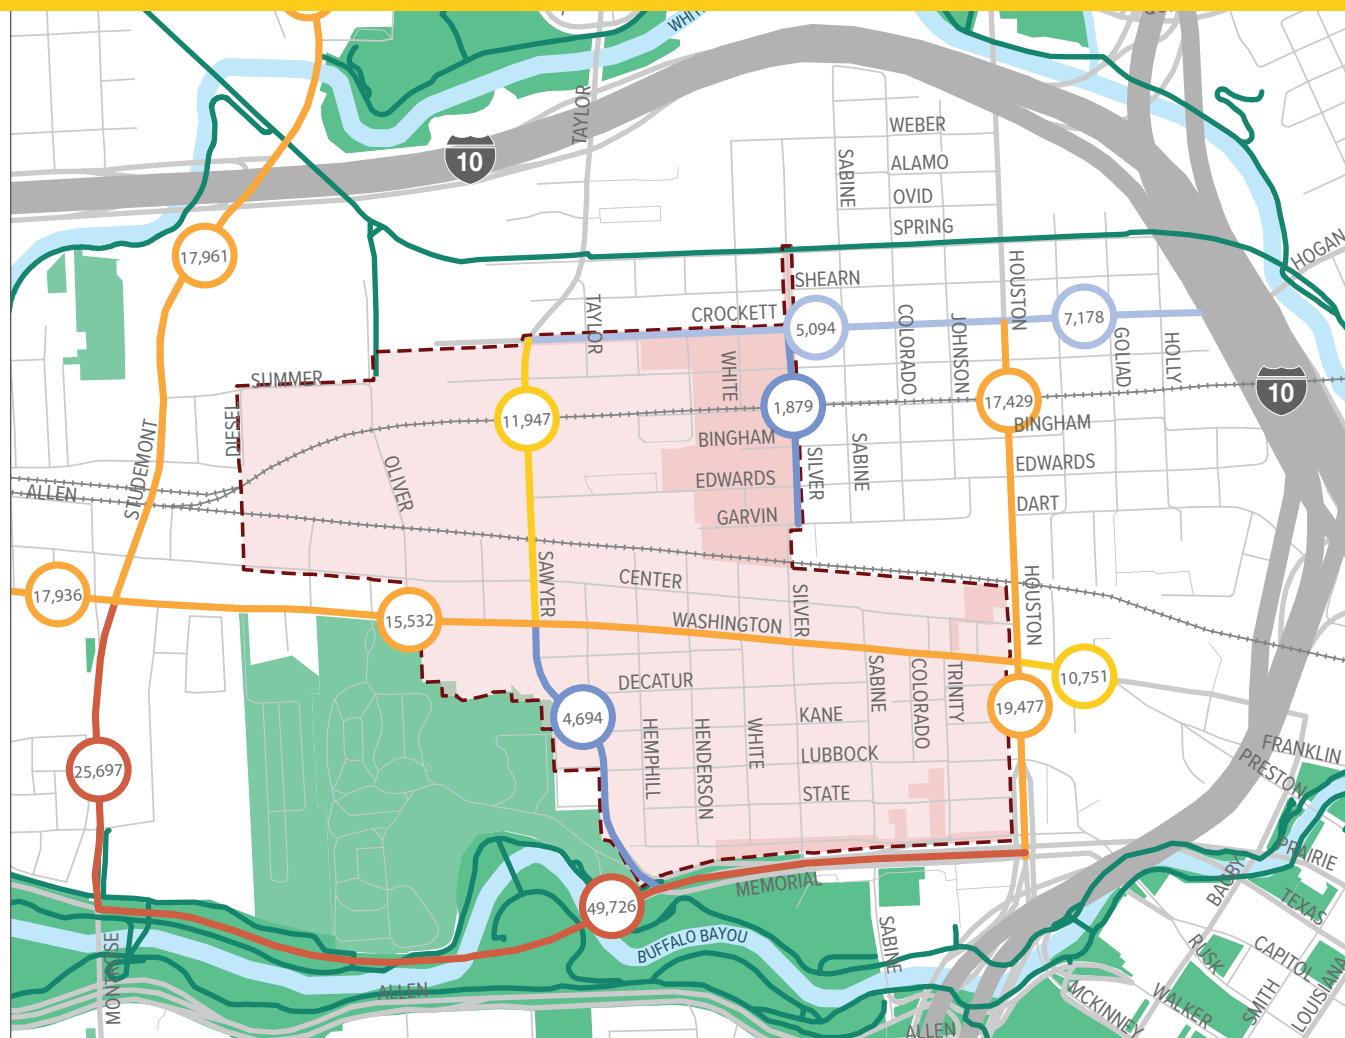 WHIT
TAYLOR
10
WEBER
ALAMO
SABINE
OVID
SPRING
17,961
HOGAN
HOUSTON
SHEARN
TAYLOR
CROCKETT
5,094
COLORADO
JOHNSON
7,178
GOLIAD
HOLLY
SUMMER
WHITE
10
DIESEL
11,947
1,879
17,429
BINGHAM
BINGHAM
STUDEMONT
OLIVER
SILVER
SABINE
EDWARDS
EDWARDS
ALLEN
GARVIN
DART
SAWYER
CENTER
SILVER
HOUSTON
17,936
15,532
WASHINGTON
DECATUR
SABINE
COLORADO
TRINITY
10,751
4,694
HEMPHILL
HENDERSON
WHITE
KANE
19,477
LUBBOCK
FRANKLIN
PRESTON
25,697
STATE
PRAIRIE
MEMORIAL
BAGBY
TEXAS
49,726
MONTROSE
BUFFALO BAYOU
SABINE
RUSK
CAPITOL
ALLEN
MCKINNEY
WALKER
SMITH
LOUISIANA
ALLEN